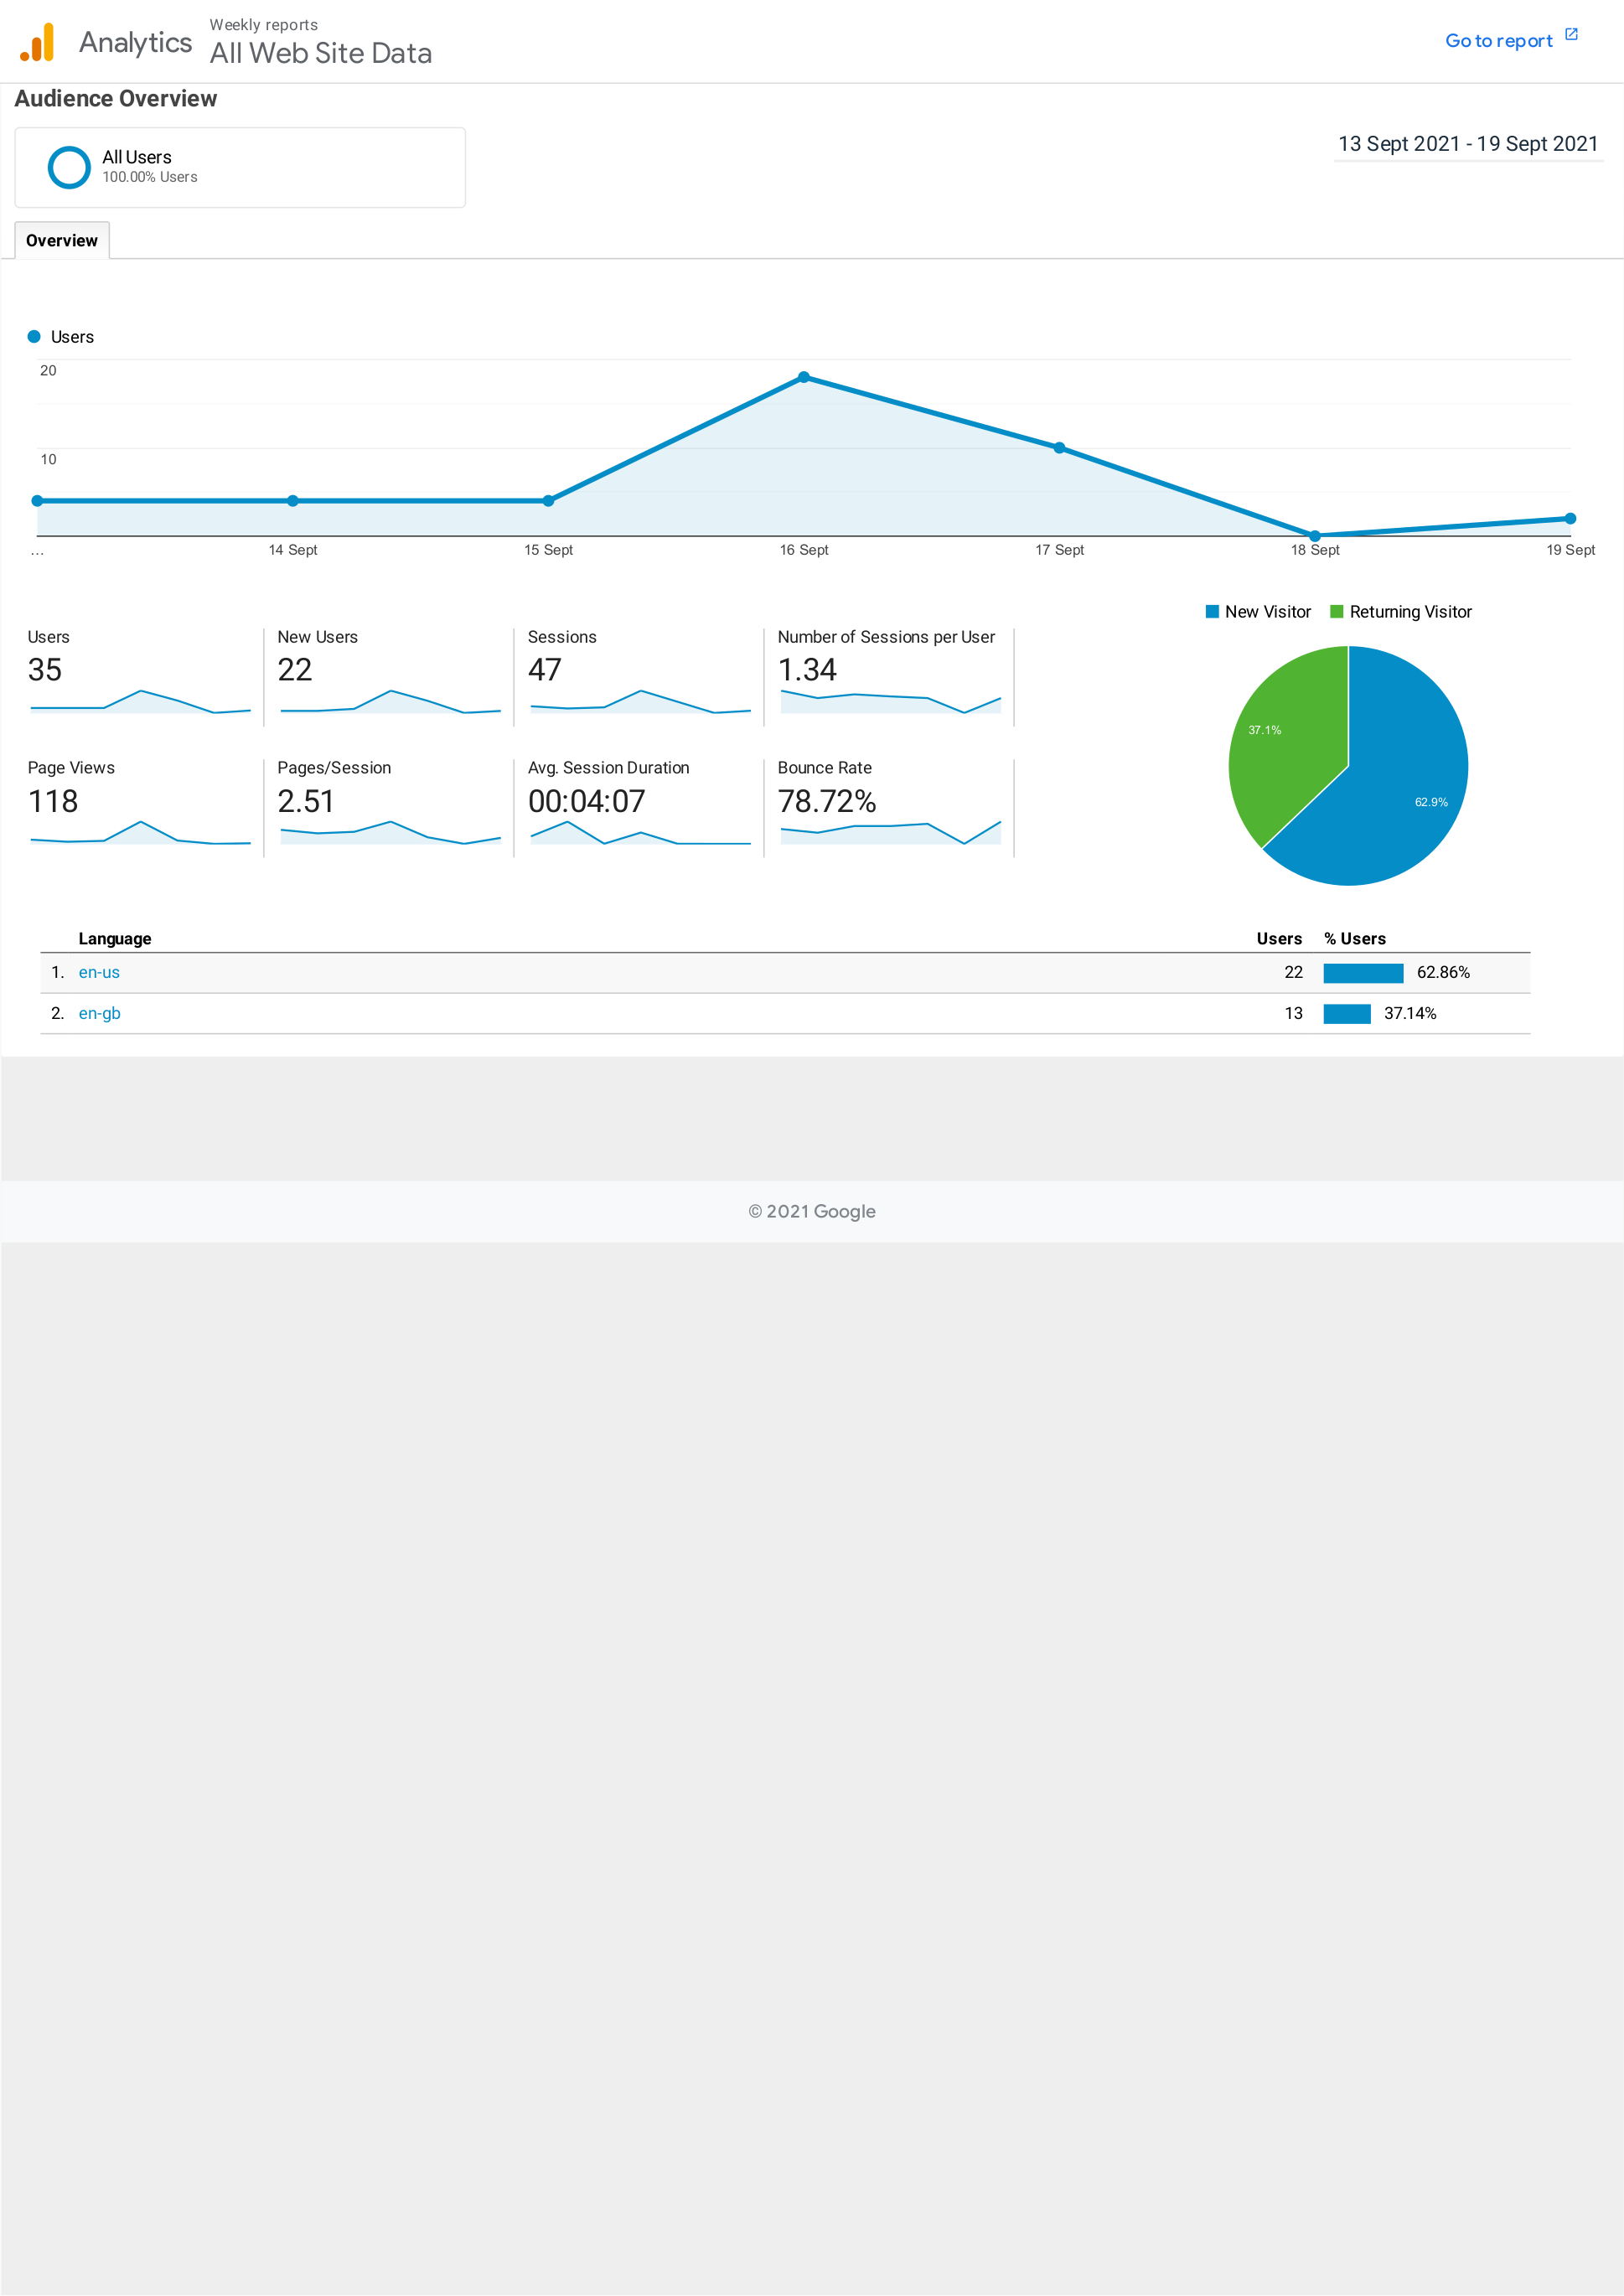 Analytics
Weekly reports
All Web Site Data
Go to report
Audience Overview
All Users
100.00% Users
13 Sept 2021 - 19 Sept 2021
Overview
Users
20
10
...
14 Sept
15 Sept
16 Sept
17 Sept
18 Sept
19 Sept
Users
35
New Users
22
Sessions
47
Number of Sessions per User
1.34
Page Views
118
Pages/Session
2.51
Avg. Session Duration
00:04:07
Bounce Rate
78.72%
New Visitor
Returning Visitor
37.1%
62.9%
Language Users % Users
1. en-us 22 62.86%
2. en-gb 13 37.14%
© 2021 Google